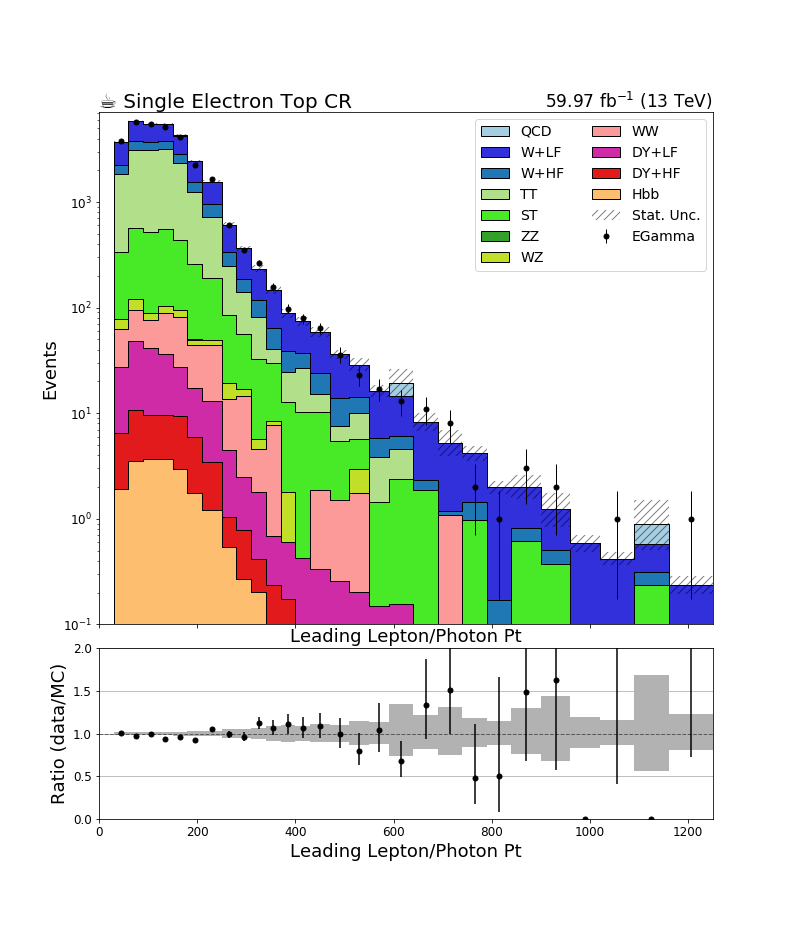 ☕ Single Electron Top CR
59.97 fb⁻¹ (13 TeV)
QCD
W+LF
W+HF
TT
ST
ZZ
WZ
WW
DY+LF
DY+HF
Hbb
Stat. Unc.
EGamma
Events
10³
10²
10¹
10⁰
10⁻¹
Leading Lepton/Photon Pt
Ratio (data/MC)
2.0
1.5
1.0
0.5
0.0
0 200 400 600 800 1000 1200
Leading Lepton/Photon Pt